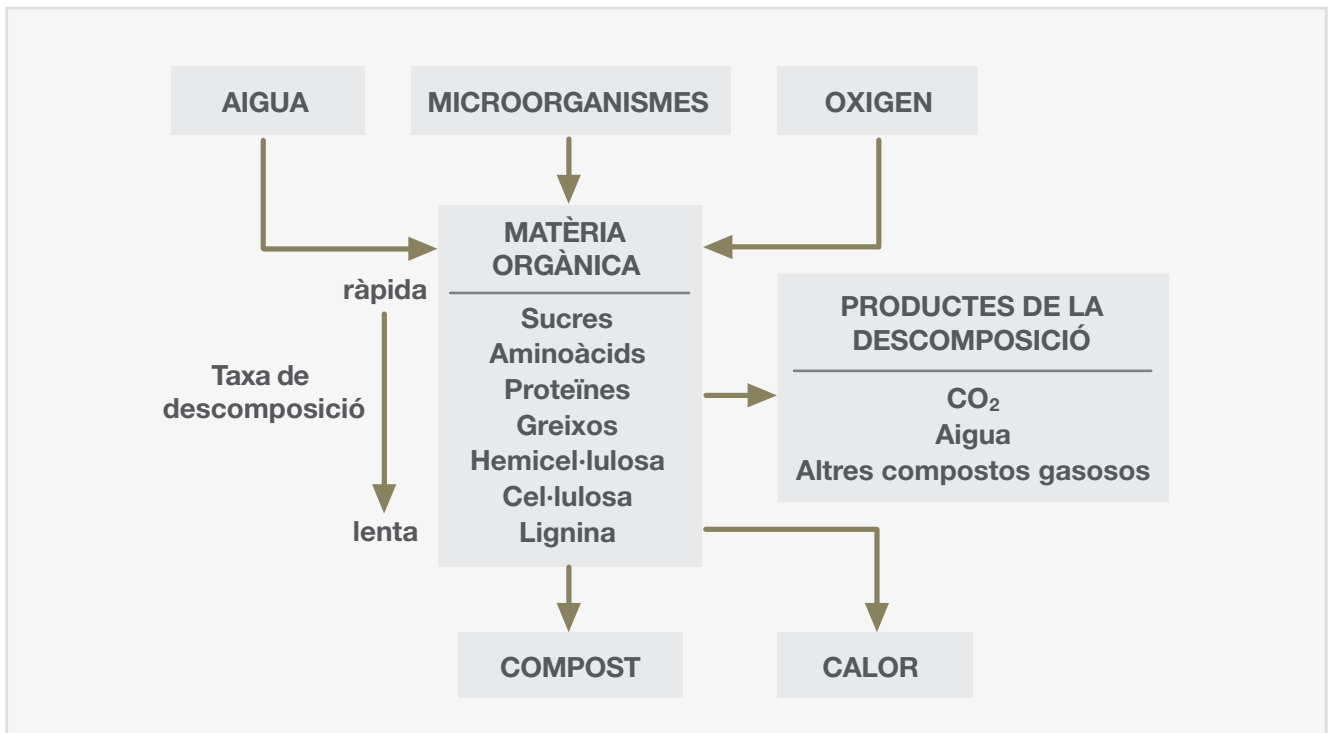 AIGUA
MICROORGANISMES
OXIGEN
MATÈRIA
ORGÀNICA
Sucres
Aminoàcids
Proteïnes
Greixos
Hemicel·lulosa
Cel·lulosa
Lignina
ràpida
Taxa de
descomposició
lenta
PRODUCTES DE LA
DESCOMPOSICIÓ
CO₂
Aigua
Altres compostos gasosos
COMPOST
CALOR